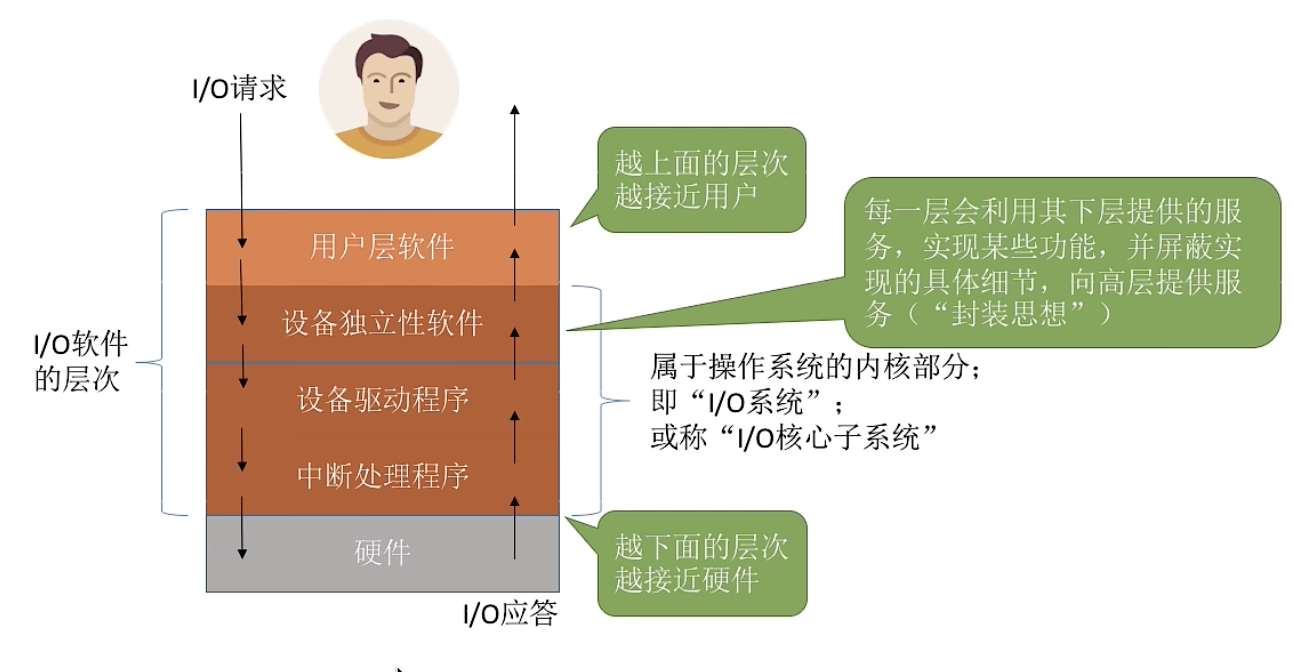 I/O请求
越上面的层次
越接近用户
每一层会利用其下层提供的服
务，实现某些功能，并屏蔽实
现的具体细节，向高层提供服
务（“封装思想”）
用户层软件
设备独立性软件
I/O软件
的层次
属于操作系统的内核部分；
即“I/O系统”；
或称“I/O核心子系统”
设备驱动程序
中断处理程序
硬件
越下面的层次
越接近硬件
I/O应答